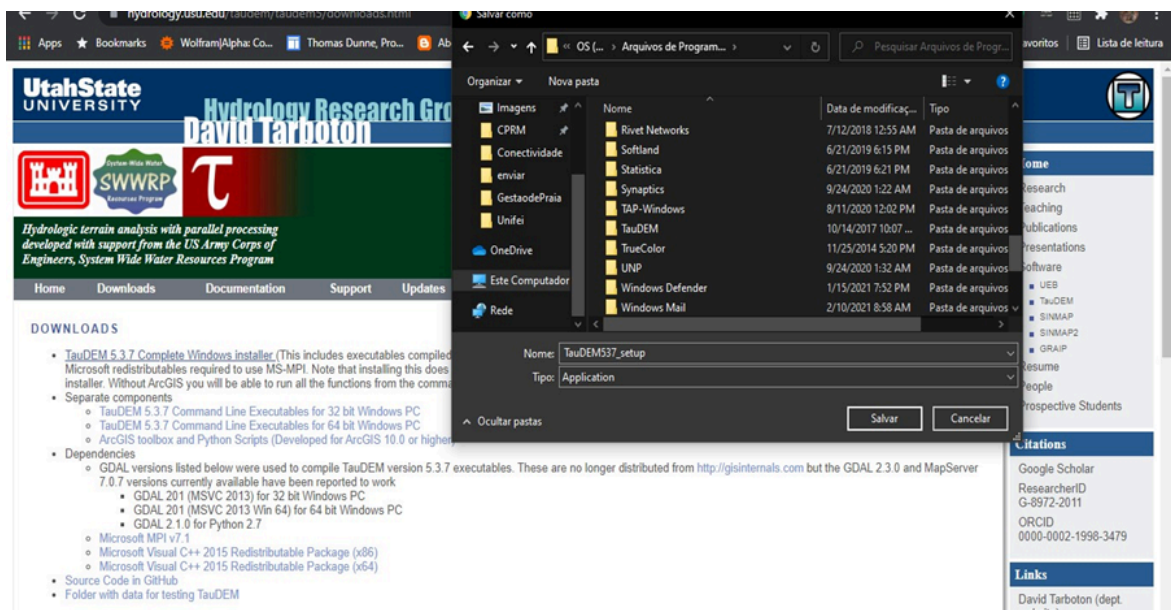 hydrology.usu.edu/taudem/taudem5/downloads.html
Apps Bookmarks Wolfram|Alpha: Co... Thomas Dunne, Pro... Ab
Salvar como
OS (... › Arquivos de Program... ›
Pesquisar Arquivos de Progr...
Organizar Nova pasta
Imagens
CPRM
Conectividade
enviar
GestaodePraia
Unifei
OneDrive
Este Computador
Rede
Nome Data de modificaç... Tipo
Rivet Networks 7/12/2018 12:55 AM Pasta de arquivos
Softland 6/21/2019 6:15 PM Pasta de arquivos
Statistica 6/21/2019 6:21 PM Pasta de arquivos
Synaptics 9/24/2020 1:22 AM Pasta de arquivos
TAP-Windows 8/11/2020 12:02 PM Pasta de arquivos
TauDEM 10/14/2017 10:07 ... Pasta de arquivos
TrueColor 11/25/2014 5:20 PM Pasta de arquivos
UNP 9/24/2020 1:32 AM Pasta de arquivos
Windows Defender 1/15/2021 7:52 PM Pasta de arquivos
Windows Mail 2/10/2021 8:58 AM Pasta de arquivos
Nome: TauDEM537_setup
Tipo: Application
Ocultar pastas
Salvar Cancelar
avoritos Lista de leitura
UtahState
UNIVERSITY
Hydrology Research Gro
David Tarboton
System Wide Water
SWWRP
Resources Program
τ
Hydrologic terrain analysis with parallel processing
developed with support from the US Army Corps of
Engineers, System Wide Water Resources Program
Home Downloads Documentation Support Updates
DOWNLOADS
TauDEM 5.3.7 Complete Windows installer (This includes executables compiled
Microsoft redistributables required to use MS-MPI. Note that installing this does
installer. Without ArcGIS you will be able to run all the functions from the comma
Separate components
TauDEM 5.3.7 Command Line Executables for 32 bit Windows PC
TauDEM 5.3.7 Command Line Executables for 64 bit Windows PC
ArcGIS toolbox and Python Scripts (Developed for ArcGIS 10.0 or higher)
Dependencies
GDAL versions listed below were used to compile TauDEM version 5.3.7 executables. These are no longer distributed from http://gisinternals.com but the GDAL 2.3.0 and MapServer
7.0.7 versions currently available have been reported to work
GDAL 201 (MSVC 2013) for 32 bit Windows PC
GDAL 201 (MSVC 2013 Win 64) for 64 bit Windows PC
GDAL 2.1.0 for Python 2.7
Microsoft MPI v7.1
Microsoft Visual C++ 2015 Redistributable Package (x86)
Microsoft Visual C++ 2015 Redistributable Package (x64)
Source Code in GitHub
Folder with data for testing TauDEM
T
ome
esearch
eaching
ublications
resentations
oftware
UEB
TauDEM
SINMAP
SINMAP2
GRAIP
esume
eople
rospective Students
Citations
Google Scholar
ResearcherID
G-8972-2011
ORCID
0000-0002-1998-3479
Links
David Tarboton (dept.